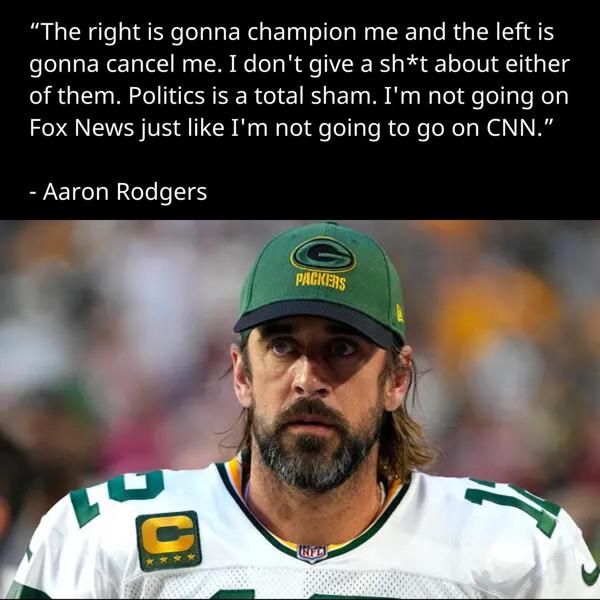 “The right is gonna champion me and the left is
gonna cancel me. I don't give a sh*t about either
of them. Politics is a total sham. I'm not going on
Fox News just like I'm not going to go on CNN.”
- Aaron Rodgers
G
PACKERS
2
12
C
NFL